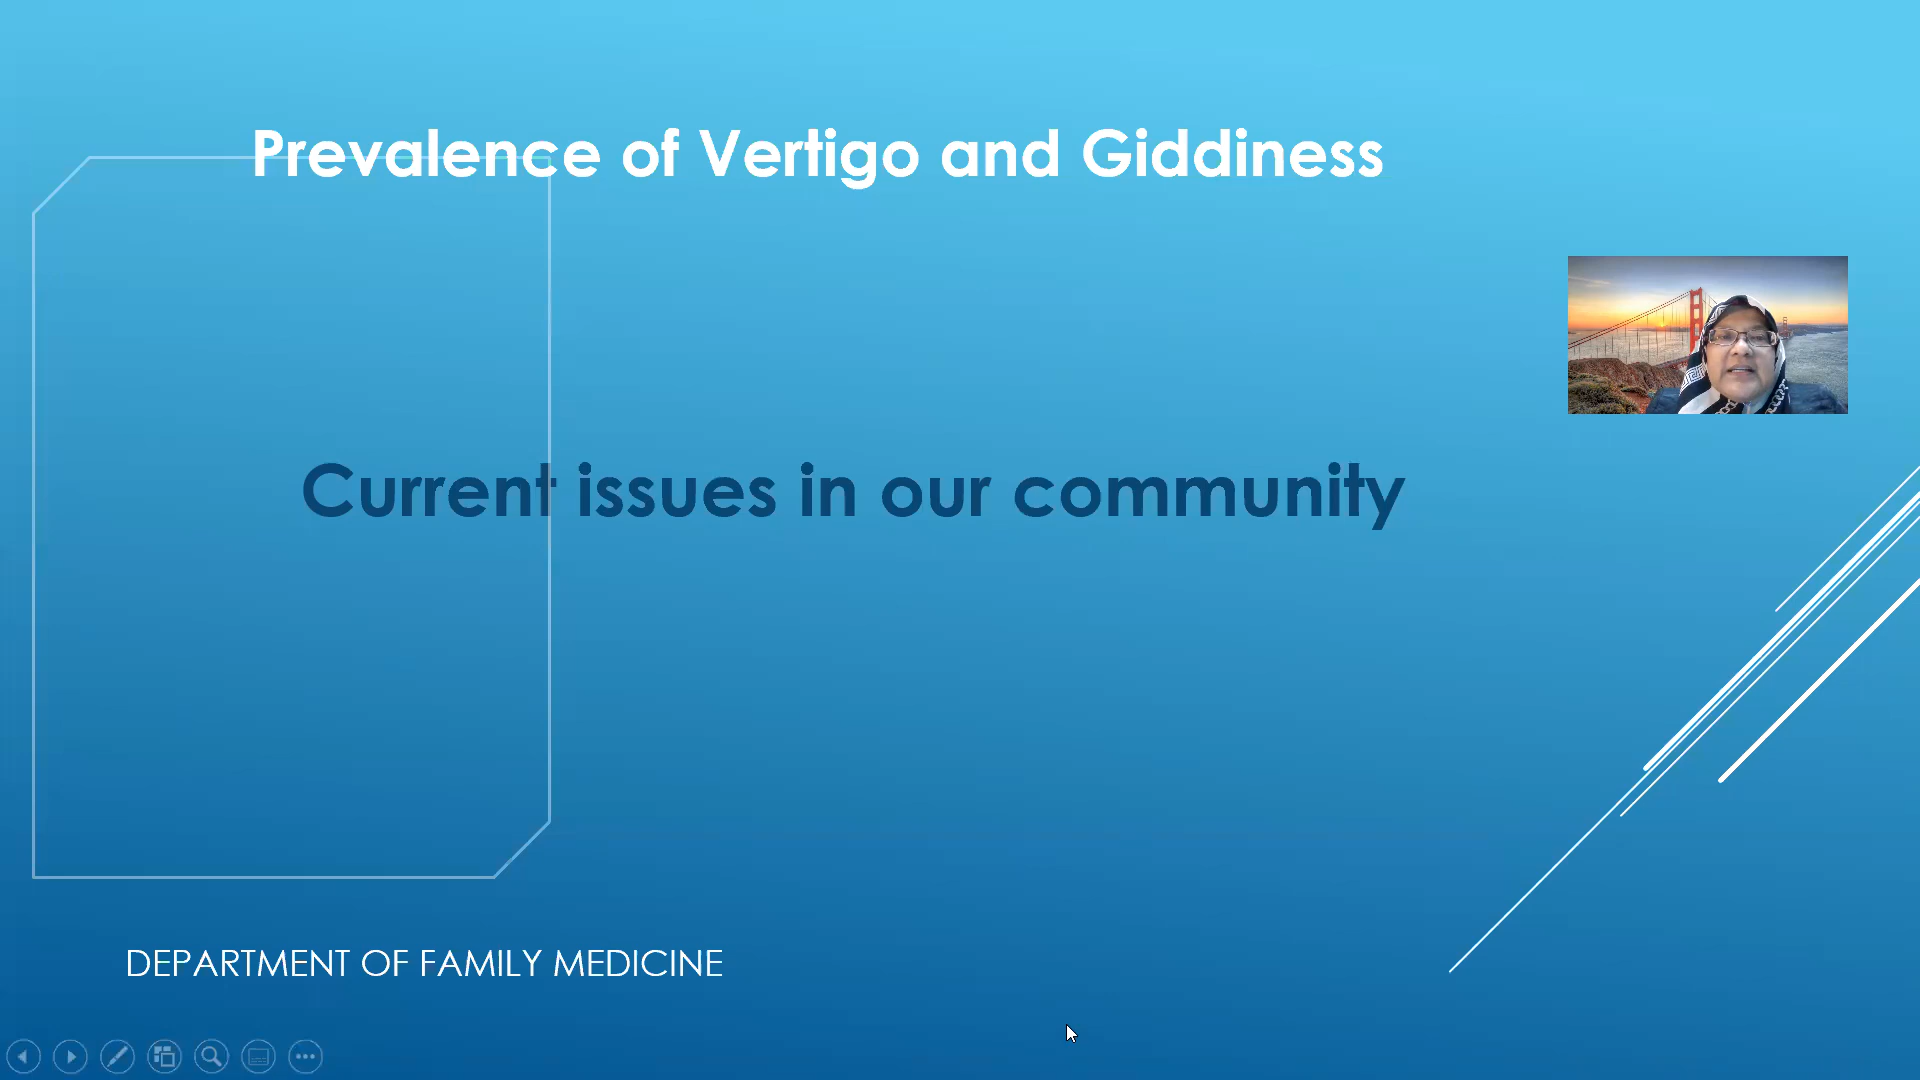 Prevalence of Vertigo and Giddiness
Current issues in our community
DEPARTMENT OF FAMILY MEDICINE